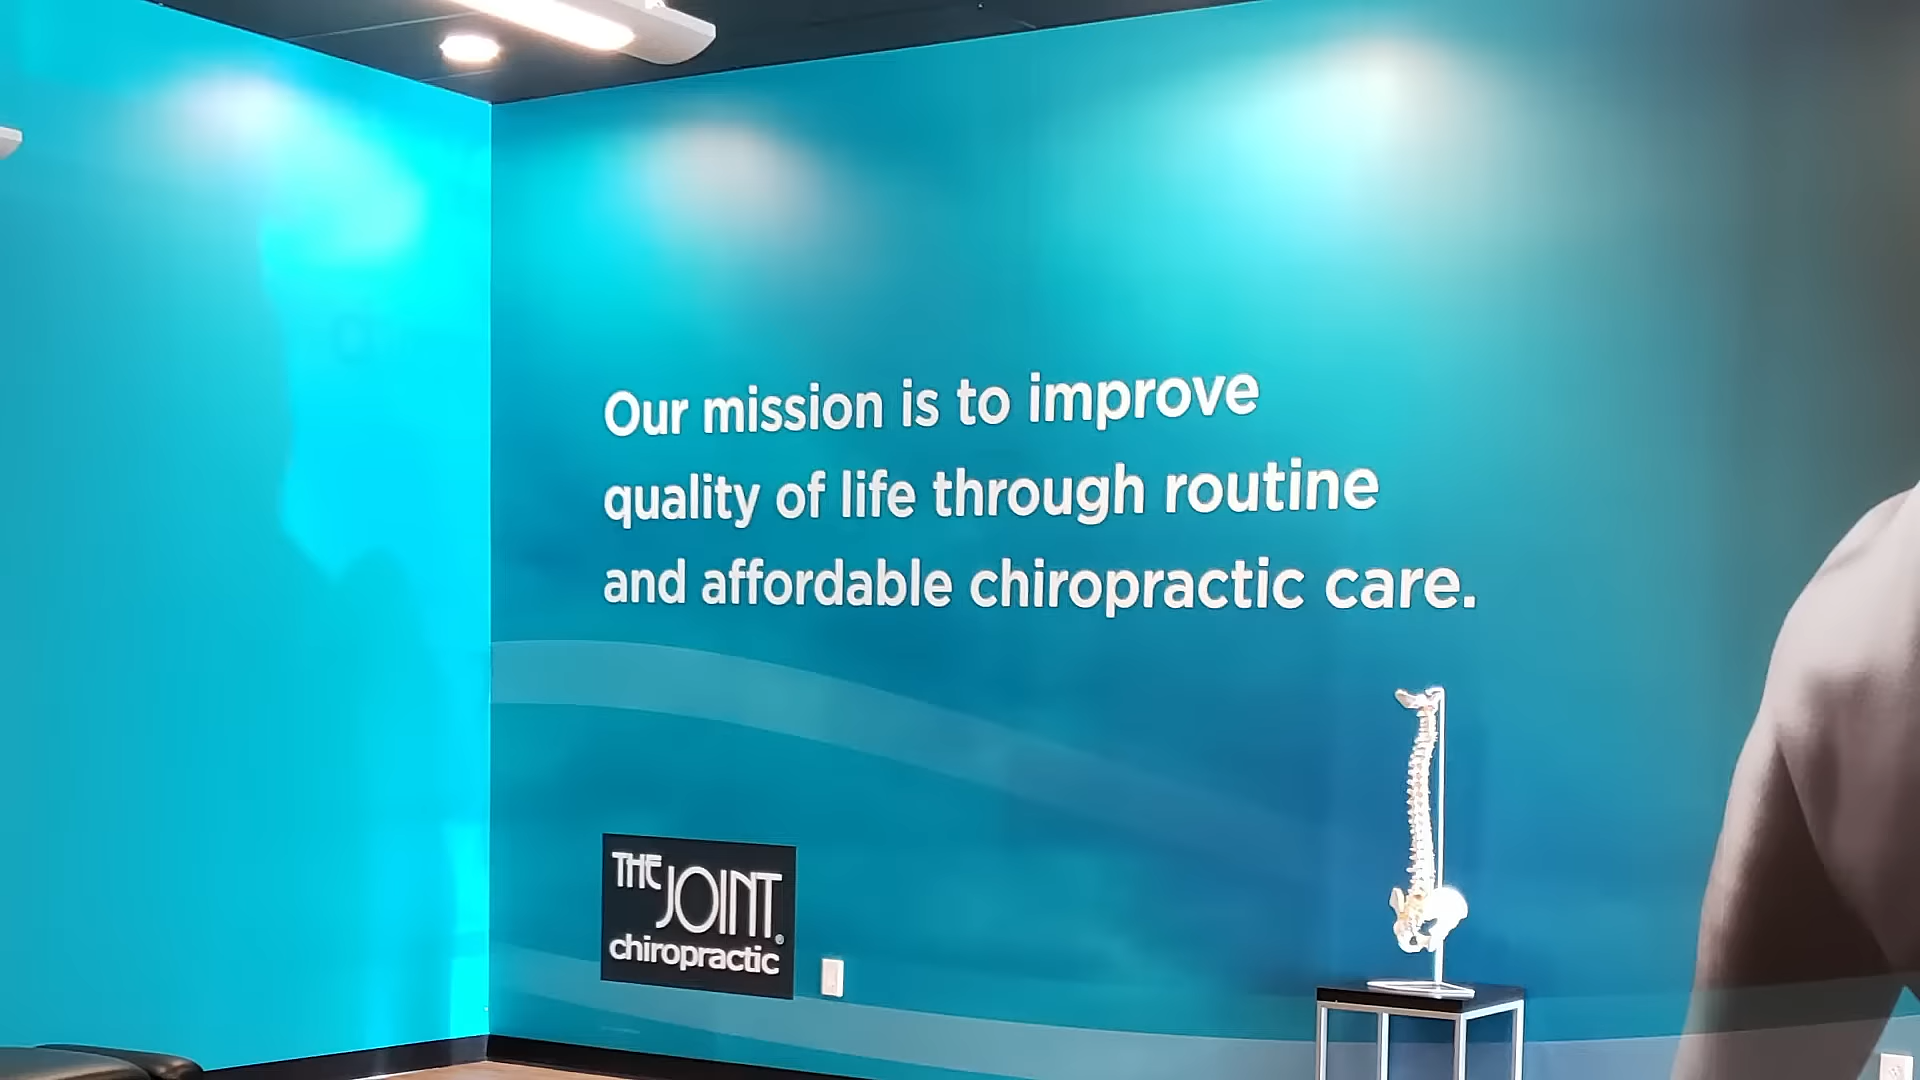 Our mission is to improve
quality of life through routine
and affordable chiropractic care.
THE
JOINT®
chiropractic